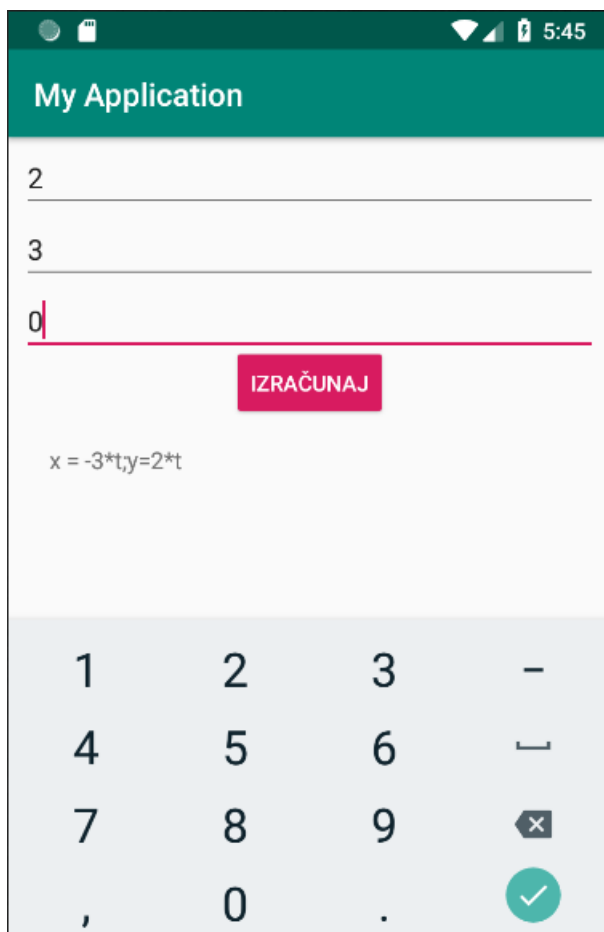 5:45
My Application
2
3
0
IZRAČUNAJ
x = -3*t;y=2*t
1 2 3 -
4 5 6
7 8 9
, 0 .